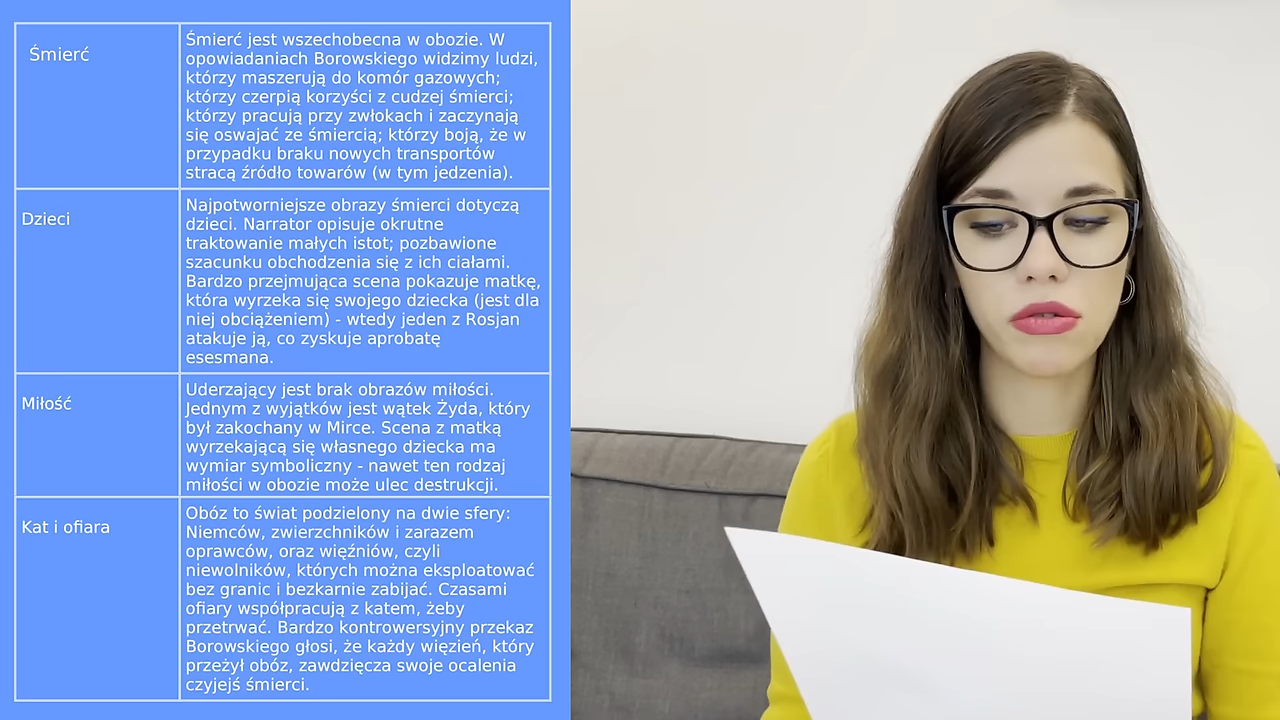 Śmierć
Śmierć jest wszechobecna w obozie. W
opowiadaniach Borowskiego widzimy ludzi,
którzy maszerują do komór gazowych;
którzy czerpią korzyści z cudzej śmierci;
którzy pracują przy zwłokach i zaczynają
się oswajać ze śmiercią; którzy boją, że w
przypadku braku nowych transportów
stracą źródło towarów (w tym jedzenia).
Dzieci
Najpotworniejsze obrazy śmierci dotyczą
dzieci. Narrator opisuje okrutne
traktowanie małych istot; pozbawione
szacunku obchodzenia się z ich ciałami.
Bardzo przejmująca scena pokazuje matkę,
która wyrzeka się swojego dziecka (jest dla
niej obciążeniem) - wtedy jeden z Rosjan
atakuje ją, co zyskuje aprobatę
esesmana.
Miłość
Uderzający jest brak obrazów miłości.
Jednym z wyjątków jest wątek Żyda, który
był zakochany w Mirce. Scena z matką
wyrzekającą się własnego dziecka ma
wymiar symboliczny - nawet ten rodzaj
miłości w obozie może ulec destrukcji.
Kat i ofiara
Obóz to świat podzielony na dwie sfery:
Niemców, zwierzchników i zarazem
oprawców, oraz więźniów, czyli
niewolników, których można eksploatować
bez granic i bezkarnie zabijać. Czasami
ofiary współpracują z katem, żeby
przetrwać. Bardzo kontrowersyjny przekaz
Borowskiego głosi, że każdy więzień, który
przeżył obóz, zawdzięcza swoje ocalenia
czyjejś śmierci.